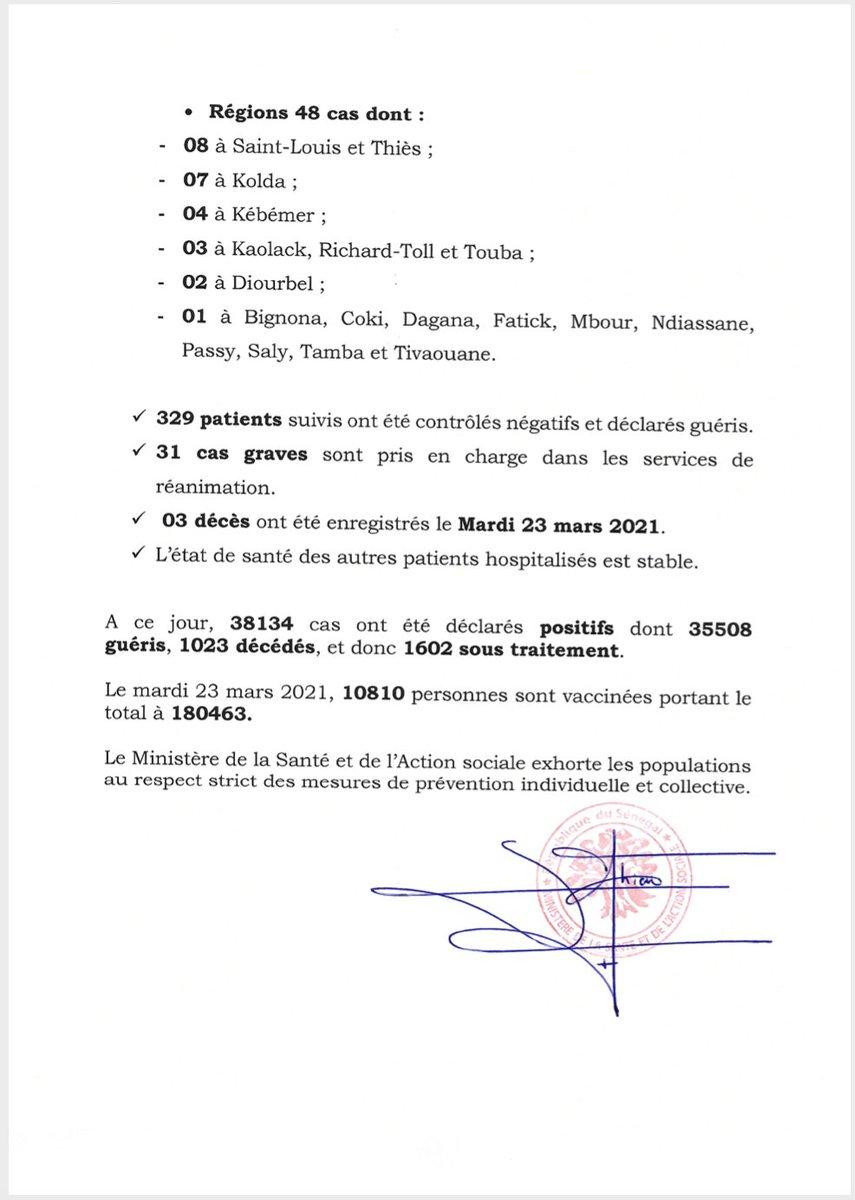 • Régions 48 cas dont :
- 08 à Saint-Louis et Thiès ;
- 07 à Kolda ;
- 04 à Kébémer ;
- 03 à Kaolack, Richard-Toll et Touba ;
- 02 à Diourbel ;
- 01 à Bignona, Coki, Dagana, Fatick, Mbour, Ndiassane,
Passy, Saly, Tamba et Tivaouane.
✓ 329 patients suivis ont été contrôlés négatifs et déclarés guéris.
✓ 31 cas graves sont pris en charge dans les services de
réanimation.
✓ 03 décès ont été enregistrés le Mardi 23 mars 2021.
✓ L'état de santé des autres patients hospitalisés est stable.
A ce jour, 38134 cas ont été déclarés positifs dont 35508
guéris, 1023 décédés, et donc 1602 sous traitement.
Le mardi 23 mars 2021, 10810 personnes sont vaccinées portant le
total à 180463.
Le Ministère de la Santé et de l'Action sociale exhorte les populations
au respect strict des mesures de prévention individuelle et collective.
République du Sénégal
MINISTERE DE LA SANTE ET DE L'ACTION SOCIALE